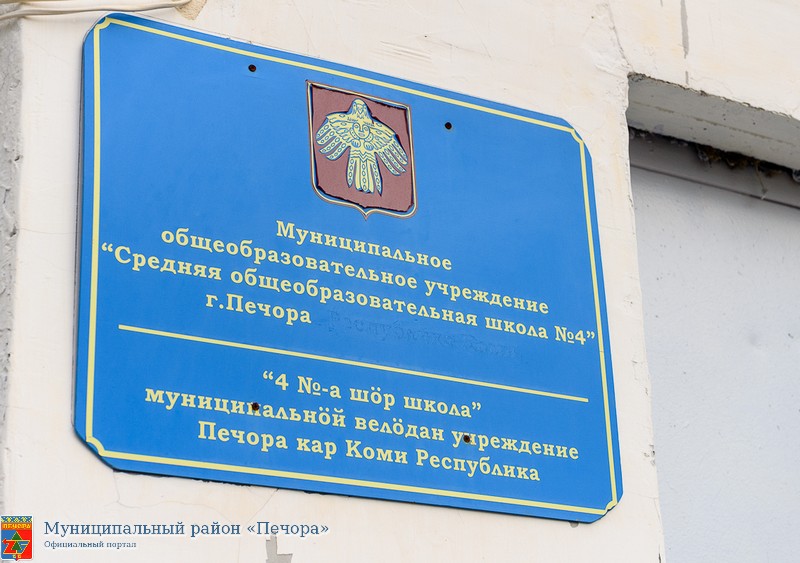 Муниципальное
общеобразовательное учреждение
“Средняя общеобразовательная школа №4”
г.Печора
“4 №-а шöр школа”
муниципальнöй велöдан учреждение
Печора кар Коми Республика
ПЕЧОРА
Муниципальный район «Печора»
Официальный портал